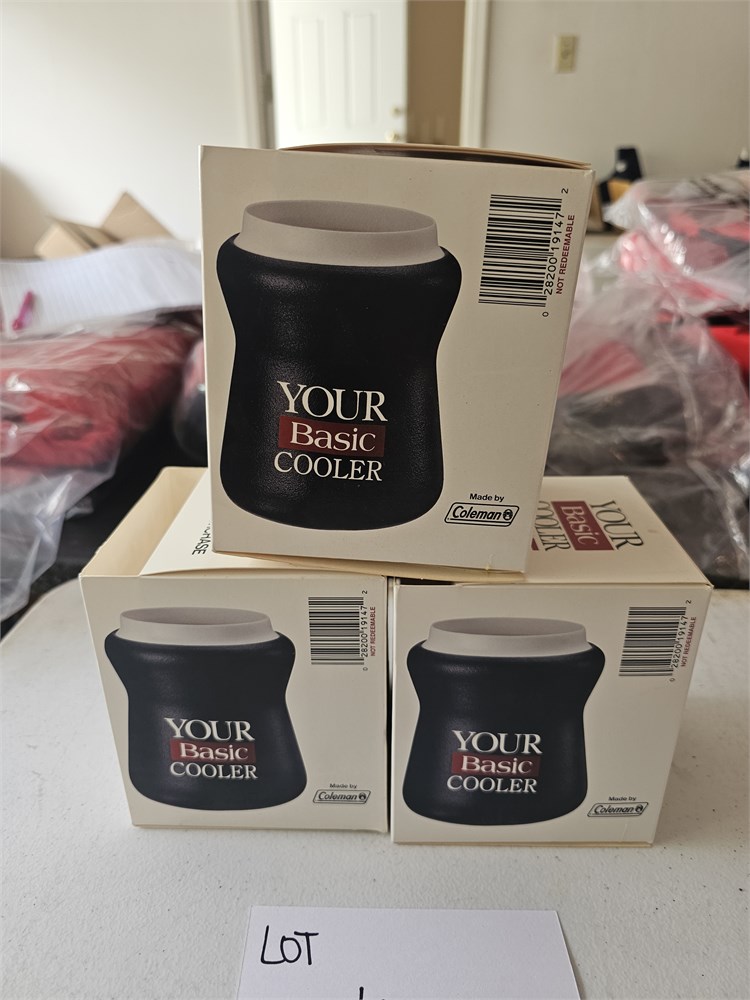 2
0 28200 19147
NOT REDEEMABLE
YOUR
Basic
COOLER
Made by
Coleman
YOUR
Basic
COOLER
2
0 28200 19147
NOT REDEEMABLE
YOUR
Basic
COOLER
Made by
Coleman
2
0 28200 19147
NOT REDEEMABLE
YOUR
Basic
COOLER
Made by
Coleman
LOT